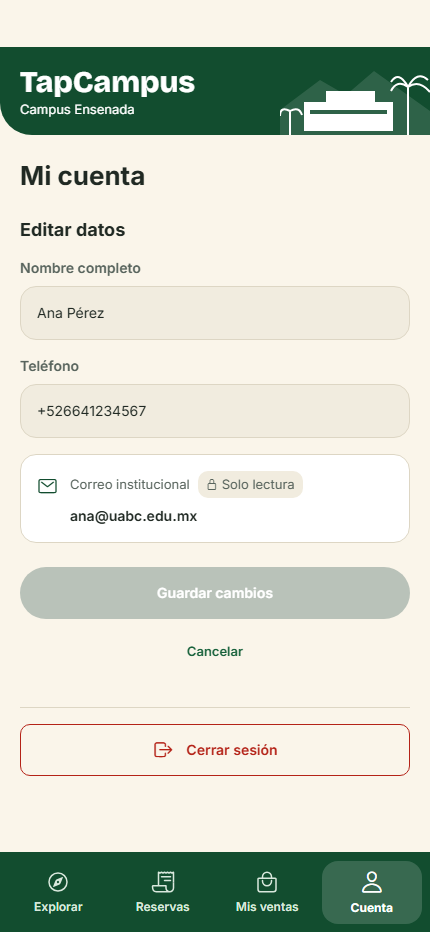 TapCampus
Campus Ensenada
Mi cuenta
Editar datos
Nombre completo
Ana Pérez
Teléfono
+526641234567
Correo institucional Solo lectura
ana@uabc.edu.mx
Guardar cambios
Cancelar
Cerrar sesión
Explorar Reservas Mis ventas Cuenta